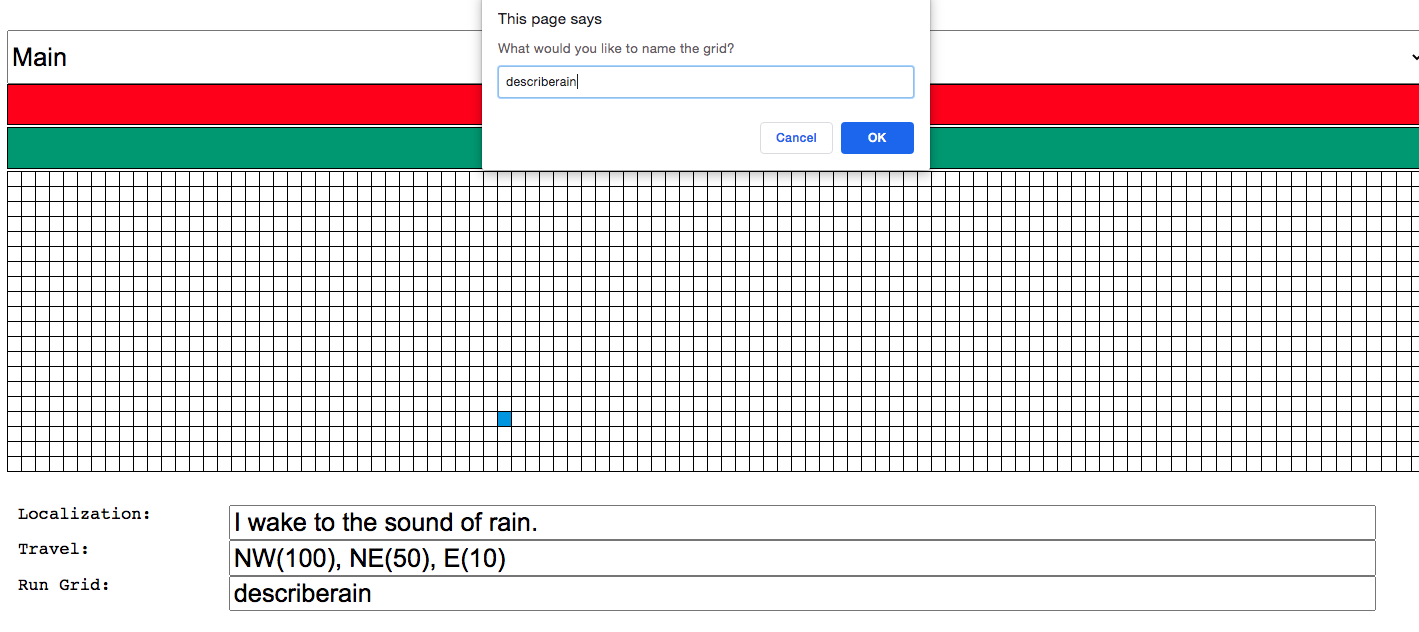 This page says
What would you like to name the grid?
Main
describerain
Cancel
OK
Localization:
I wake to the sound of rain.
Travel:
NW(100), NE(50), E(10)
Run Grid:
describerain